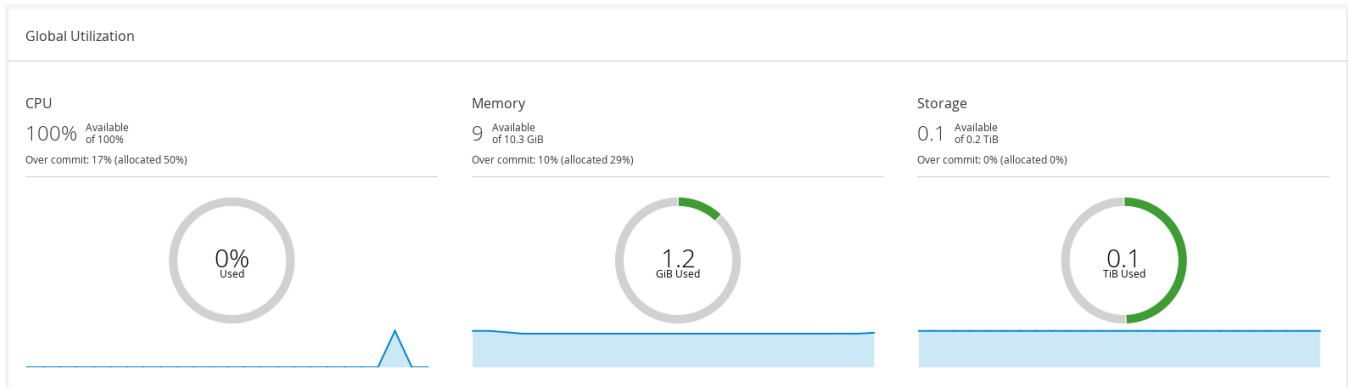 Global Utilization
CPU
100% Available
of 100%
Over commit: 17% (allocated 50%)
0%
Used
Memory
9 Available
of 10.3 GiB
Over commit: 10% (allocated 29%)
1.2
GiB Used
Storage
0.1 Available
of 0.2 TiB
Over commit: 0% (allocated 0%)
0.1
TiB Used